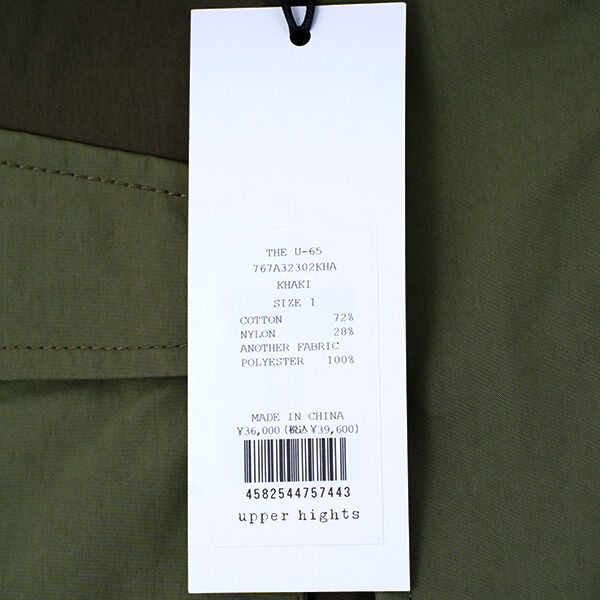 THE U-65
767A32302KHA
KHAKI
SIZE 1
COTTON 72%
NYLON 28%
ANOTHER FABRIC
POLYESTER 100%
MADE IN CHINA
¥36,000(税込¥39,600)
4582544757443
upper hights